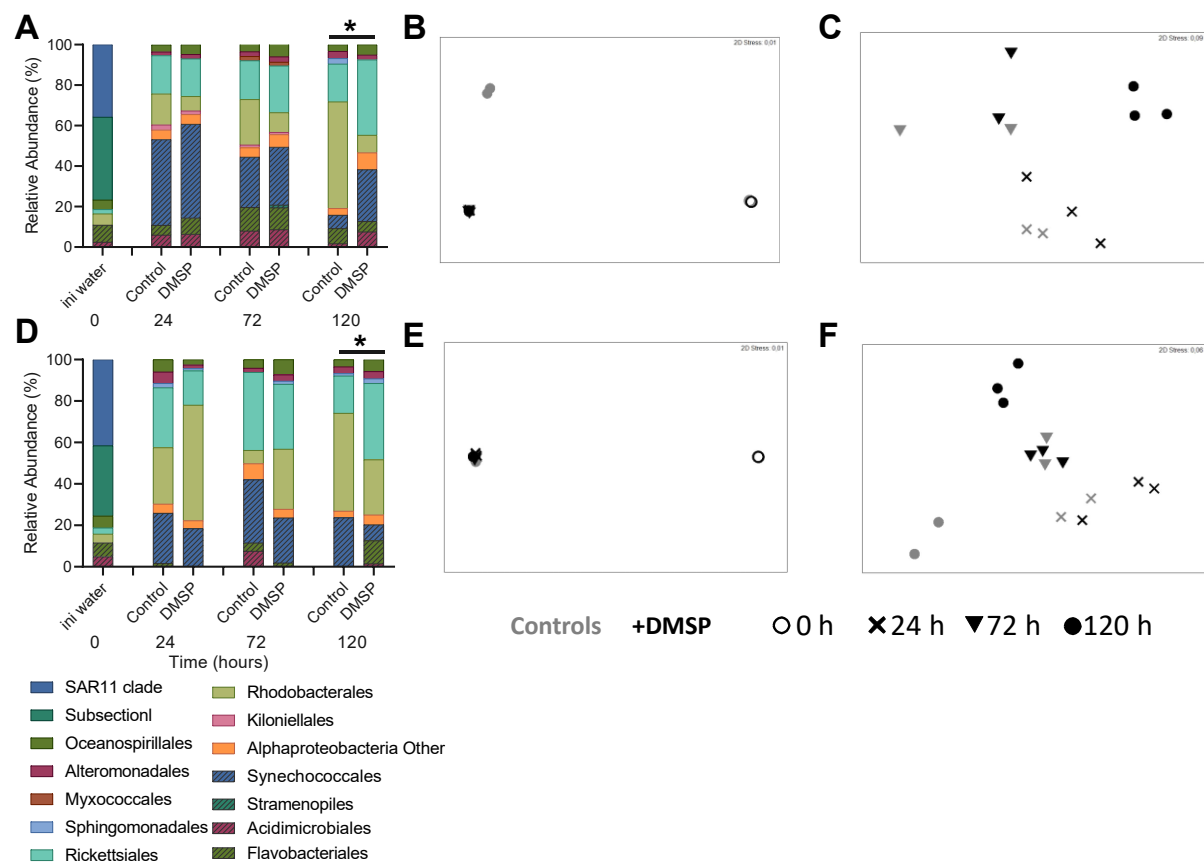 A
*
Relative Abundance (%)
100
80
60
40
20
0
ini water
Control
DMSP
Control
DMSP
Control
DMSP
0
24
72
120
B
2D Stress: 0,01
C
2D Stress: 0,09
D
*
Relative Abundance (%)
100
80
60
40
20
0
ini water
Control
DMSP
Control
DMSP
Control
DMSP
0
24
72
120
Time (hours)
E
2D Stress: 0,01
F
2D Stress: 0,06
Controls +DMSP 0 h 24 h 72 h 120 h
SAR11 clade
SubsectionI
Oceanospirillales
Alteromonadales
Myxococcales
Sphingomonadales
Rickettsiales
Rhodobacterales
Kiloniellales
Alphaproteobacteria Other
Synechococcales
Stramenopiles
Acidimicrobiales
Flavobacteriales